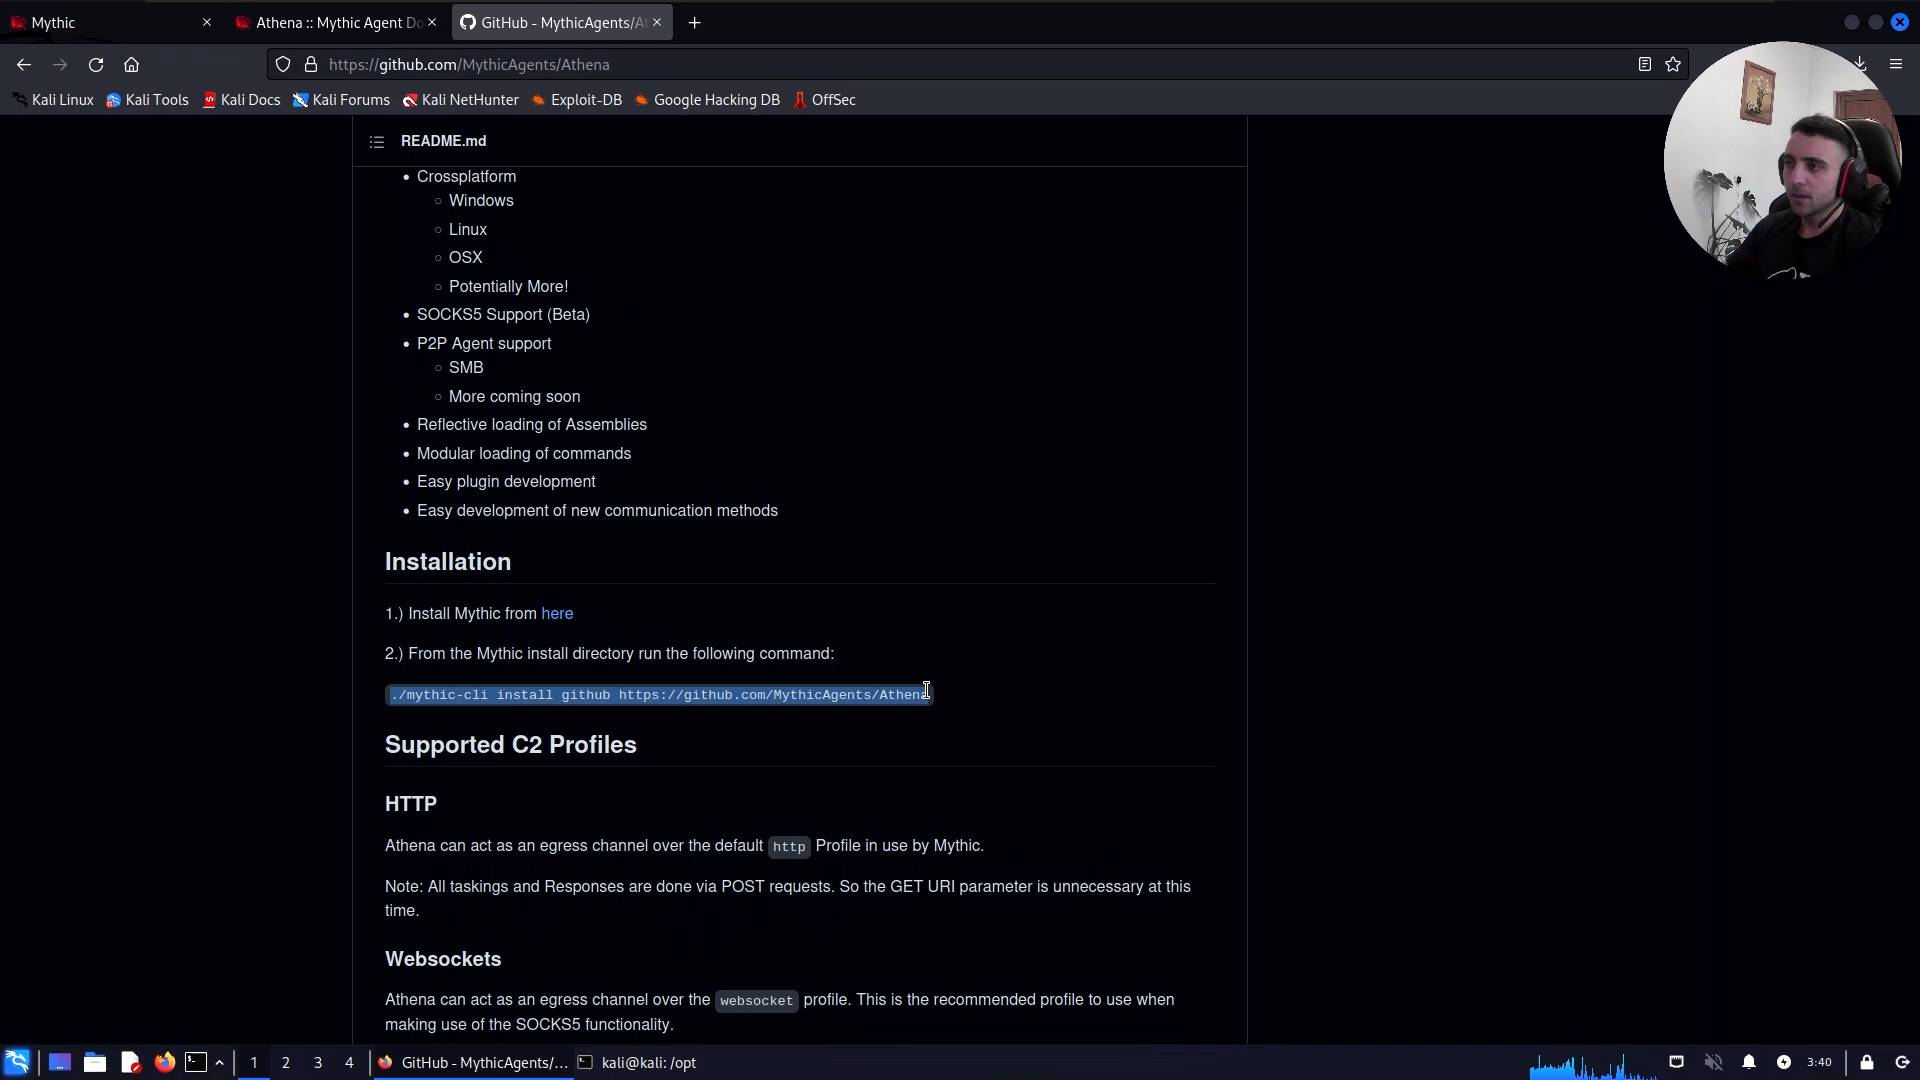 Mythic
Athena :: Mythic Agent Do
GitHub - MythicAgents/At
https://github.com/MythicAgents/Athena
Kali Linux
Kali Tools
Kali Docs
Kali Forums
Kali NetHunter
Exploit-DB
Google Hacking DB
OffSec
README.md
Crossplatform
Windows
Linux
OSX
Potentially More!
SOCKS5 Support (Beta)
P2P Agent support
SMB
More coming soon
Reflective loading of Assemblies
Modular loading of commands
Easy plugin development
Easy development of new communication methods
Installation
1.) Install Mythic from here
2.) From the Mythic install directory run the following command:
./mythic-cli install github https://github.com/MythicAgents/Athena
Supported C2 Profiles
HTTP
Athena can act as an egress channel over the default http Profile in use by Mythic.
Note: All taskings and Responses are done via POST requests. So the GET URI parameter is unnecessary at this
time.
Websockets
Athena can act as an egress channel over the websocket profile. This is the recommended profile to use when
making use of the SOCKS5 functionality.
1 2 3 4
GitHub - MythicAgents/...
kali@kali: /opt
3:40